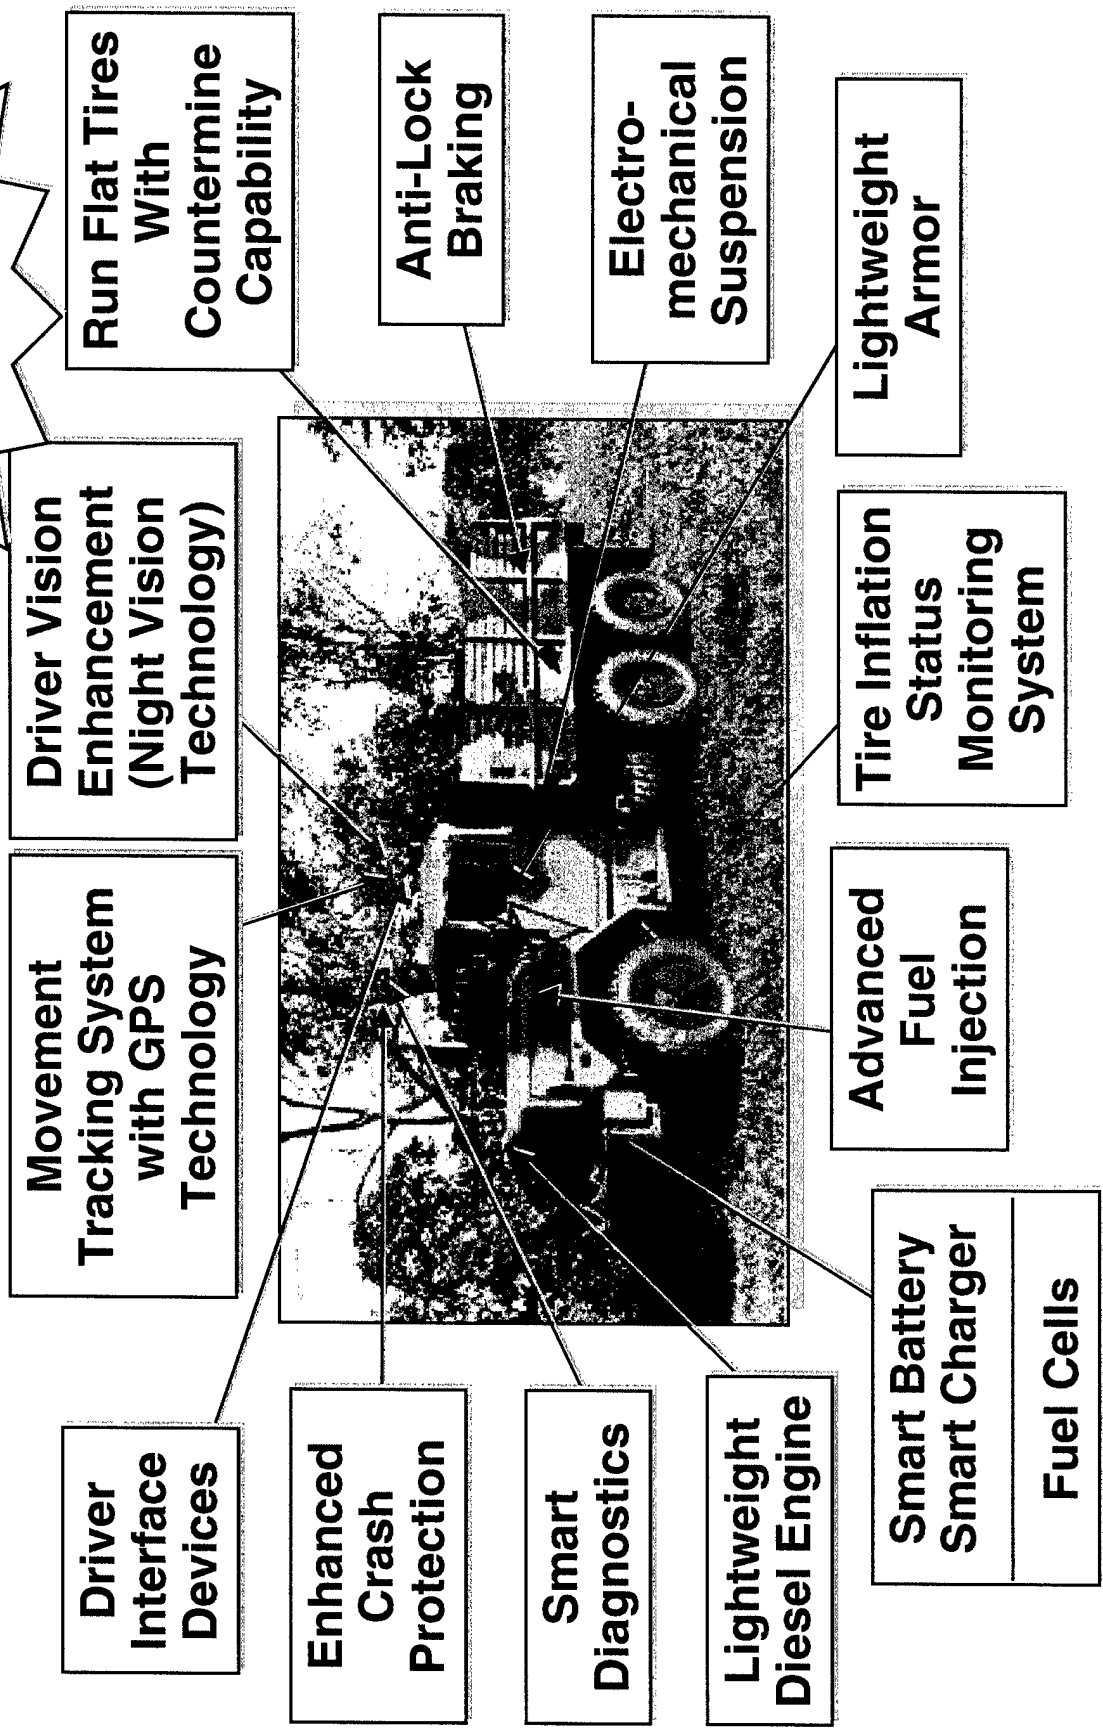 Driver
Interface
Devices
Movement
Tracking System
with GPS
Technology
Driver Vision
Enhancement
(Night Vision
Technology)
Run Flat Tires
With
Countermine
Capability
Enhanced
Crash
Protection
Anti-Lock
Braking
Smart
Diagnostics
Electro-
mechanical
Suspension
Lightweight
Diesel Engine
Lightweight
Armor
Smart Battery
Smart Charger
Fuel Cells
Advanced
Fuel
Injection
Tire Inflation
Status
Monitoring
System